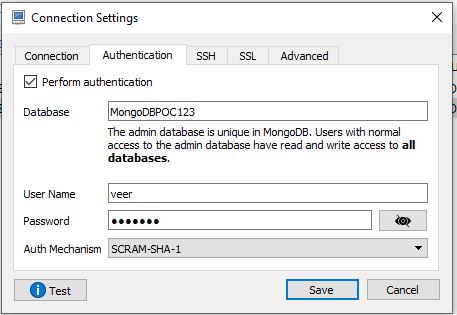 Connection Settings
Connection Authentication SSH SSL Advanced
Perform authentication
Database MongoDBPOC123
The admin database is unique in MongoDB. Users with normal
access to the admin database have read and write access to all
databases.
User Name veer
Password •••••••
Auth Mechanism SCRAM-SHA-1
Test Save Cancel